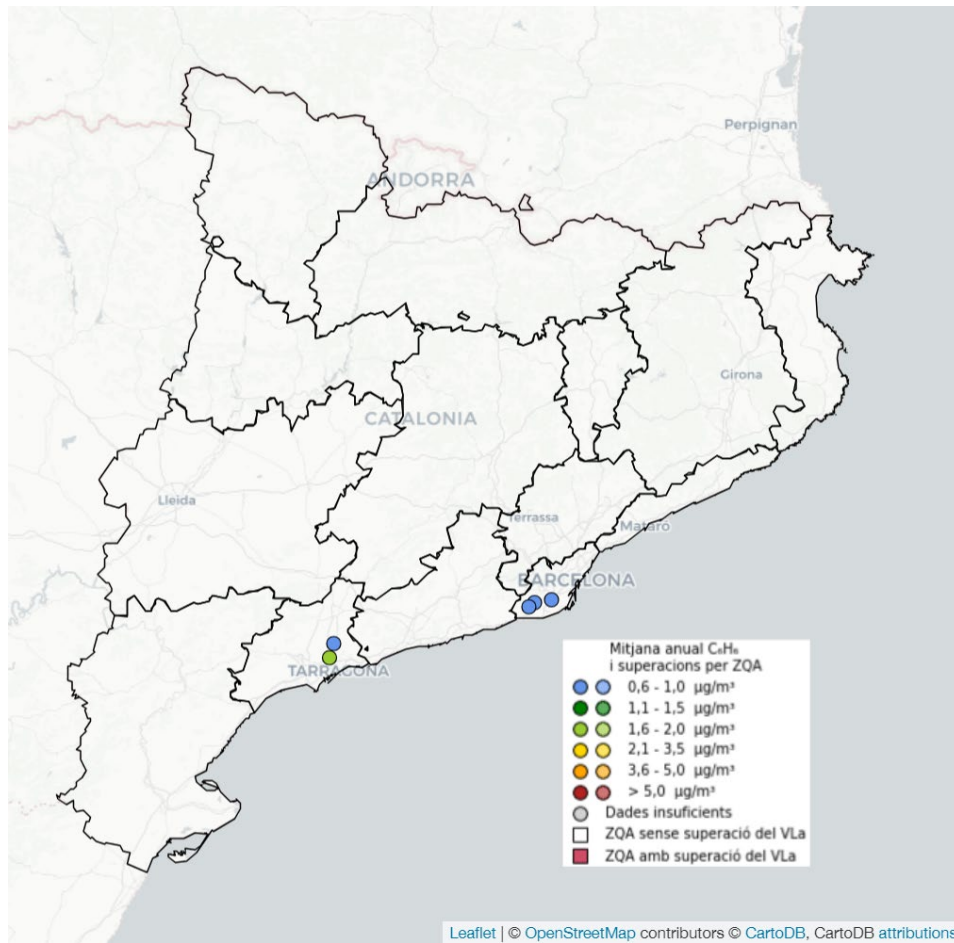 Perpignan
ANDORRA
Girona
CATALONIA
Lleida
Terrassa
Mataró
BARCELONA
TARRAGONA
Mitjana anual C₆H₆
i superacions per ZQA
0,6 - 1,0 µg/m³
1,1 - 1,5 µg/m³
1,6 - 2,0 µg/m³
2,1 - 3,5 µg/m³
3,6 - 5,0 µg/m³
> 5,0 µg/m³
Dades insuficients
ZQA sense superació del VLa
ZQA amb superació del VLa
Leaflet | © OpenStreetMap contributors © CartoDB, CartoDB attributions